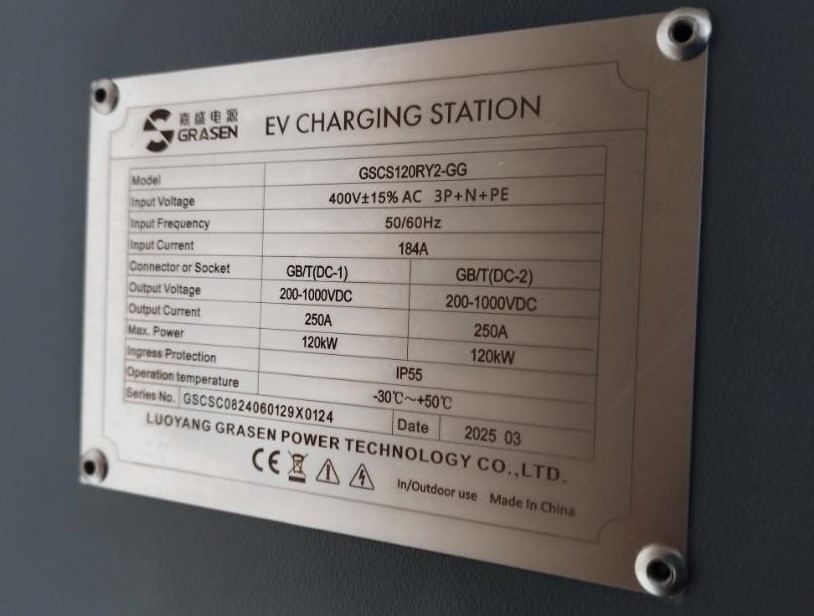 嘉盛电源
GRASEN
EV CHARGING STATION
Model GSCS120RY2-GG
Input Voltage 400V±15% AC 3P+N+PE
Input Frequency 50/60Hz
Input Current 184A
Connector or Socket GB/T(DC-1) GB/T(DC-2)
Output Voltage 200-1000VDC 200-1000VDC
Output Current 250A 250A
Max. Power 120kW 120kW
Ingress Protection IP55
Operation temperature -30℃~+50℃
Series No. GSCSC0824060129X0124 Date 2025 03
LUOYANG GRASEN POWER TECHNOLOGY CO.,LTD.
CE In/Outdoor use Made In China